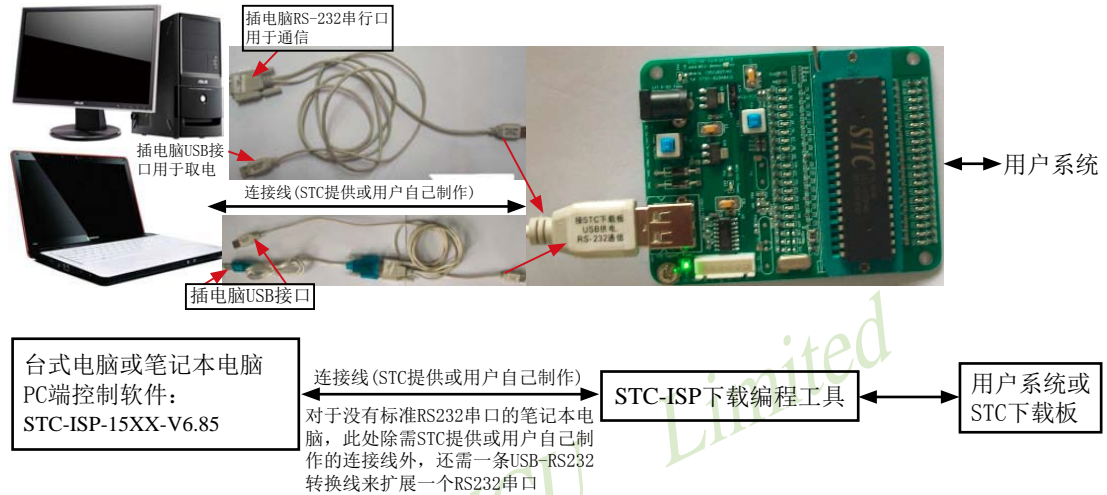 插电脑RS-232串行口
用于通信
插电脑USB接
口用于取电
连接线(STC提供或用户自己制作)
插电脑USB接口
接STC下载板
USB供电
RS-232通信
STC
用户系统
台式电脑或笔记本电脑
PC端控制软件：
STC-ISP-15XX-V6.85
连接线(STC提供或用户自己制作)
对于没有标准RS232串口的笔记本电
脑，此处除需STC提供或用户自己制
作的连接线外，还需一条USB-RS232
转换线来扩展一个RS232串口
STC-ISP下载编程工具
用户系统或
STC下载板
Limited